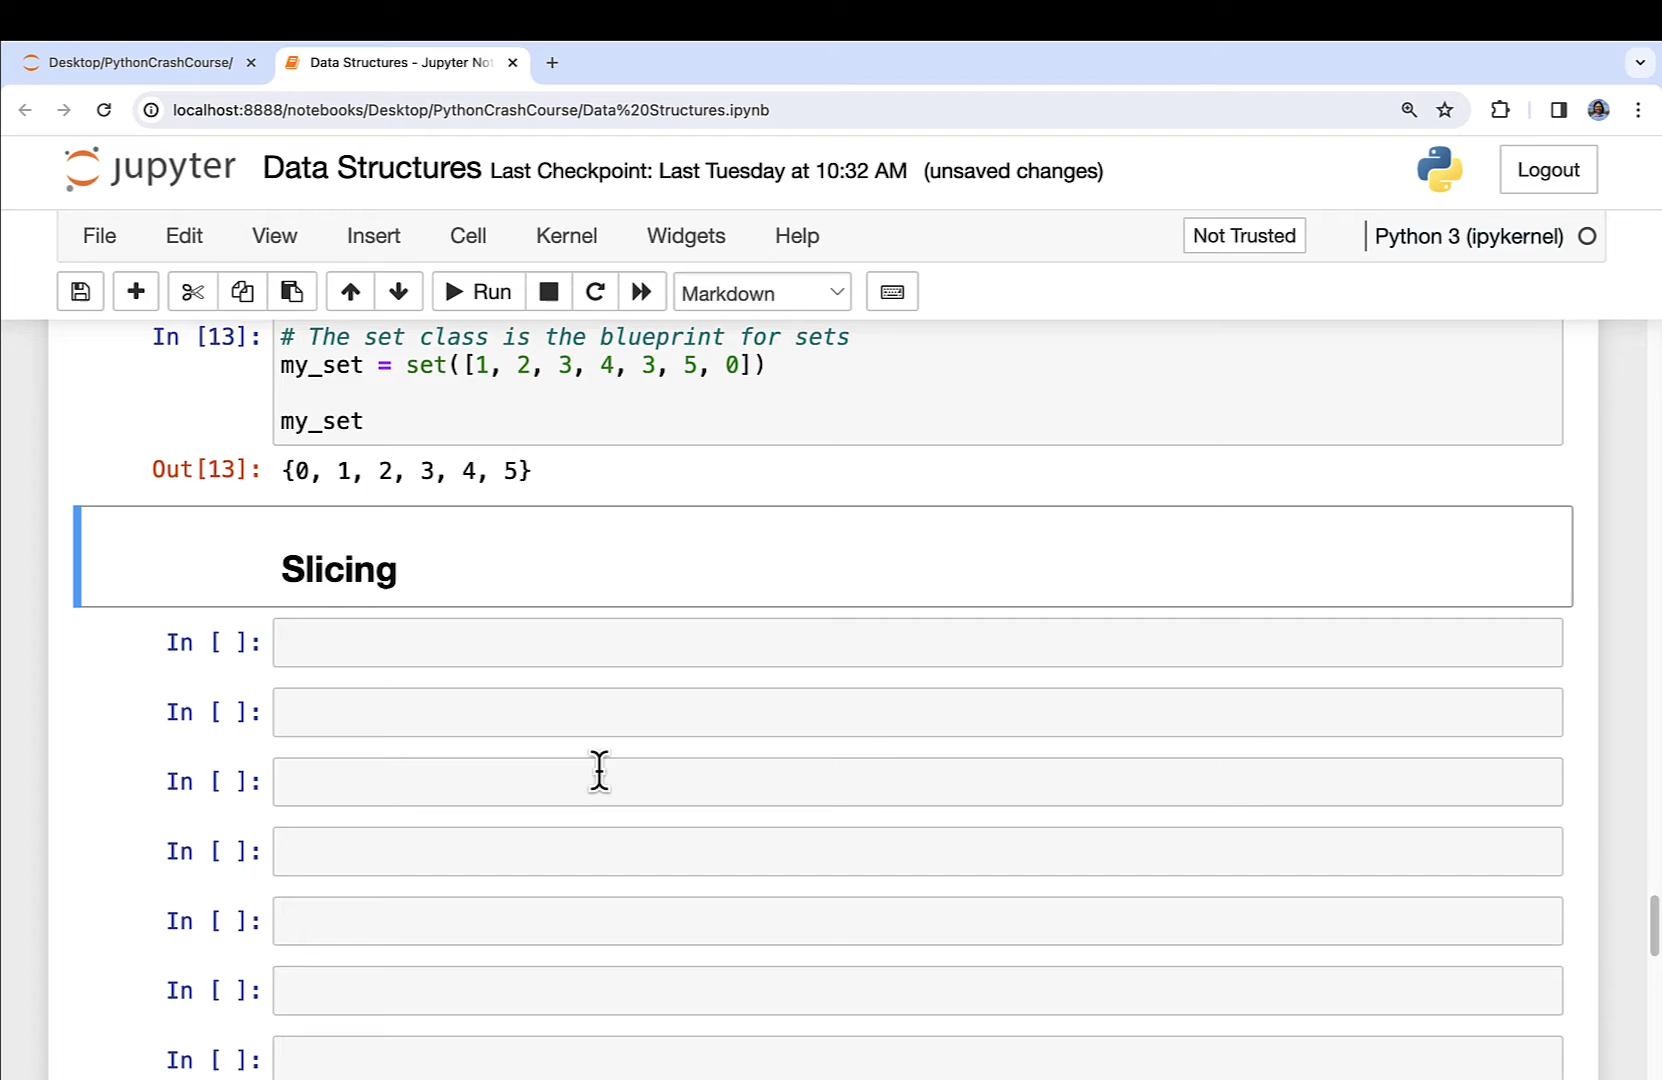 Desktop/PythonCrashCourse/
Data Structures - Jupyter Not
localhost:8888/notebooks/Desktop/PythonCrashCourse/Data%20Structures.ipynb
jupyter Data Structures Last Checkpoint: Last Tuesday at 10:32 AM (unsaved changes) Logout
File Edit View Insert Cell Kernel Widgets Help Not Trusted Python 3 (ipykernel)
Run Markdown
In [13]: # The set class is the blueprint for sets
my_set = set([1, 2, 3, 4, 3, 5, 0])
my_set
Out[13]: {0, 1, 2, 3, 4, 5}
Slicing
In [ ]:
In [ ]:
In [ ]:
In [ ]:
In [ ]:
In [ ]:
In [ ]: